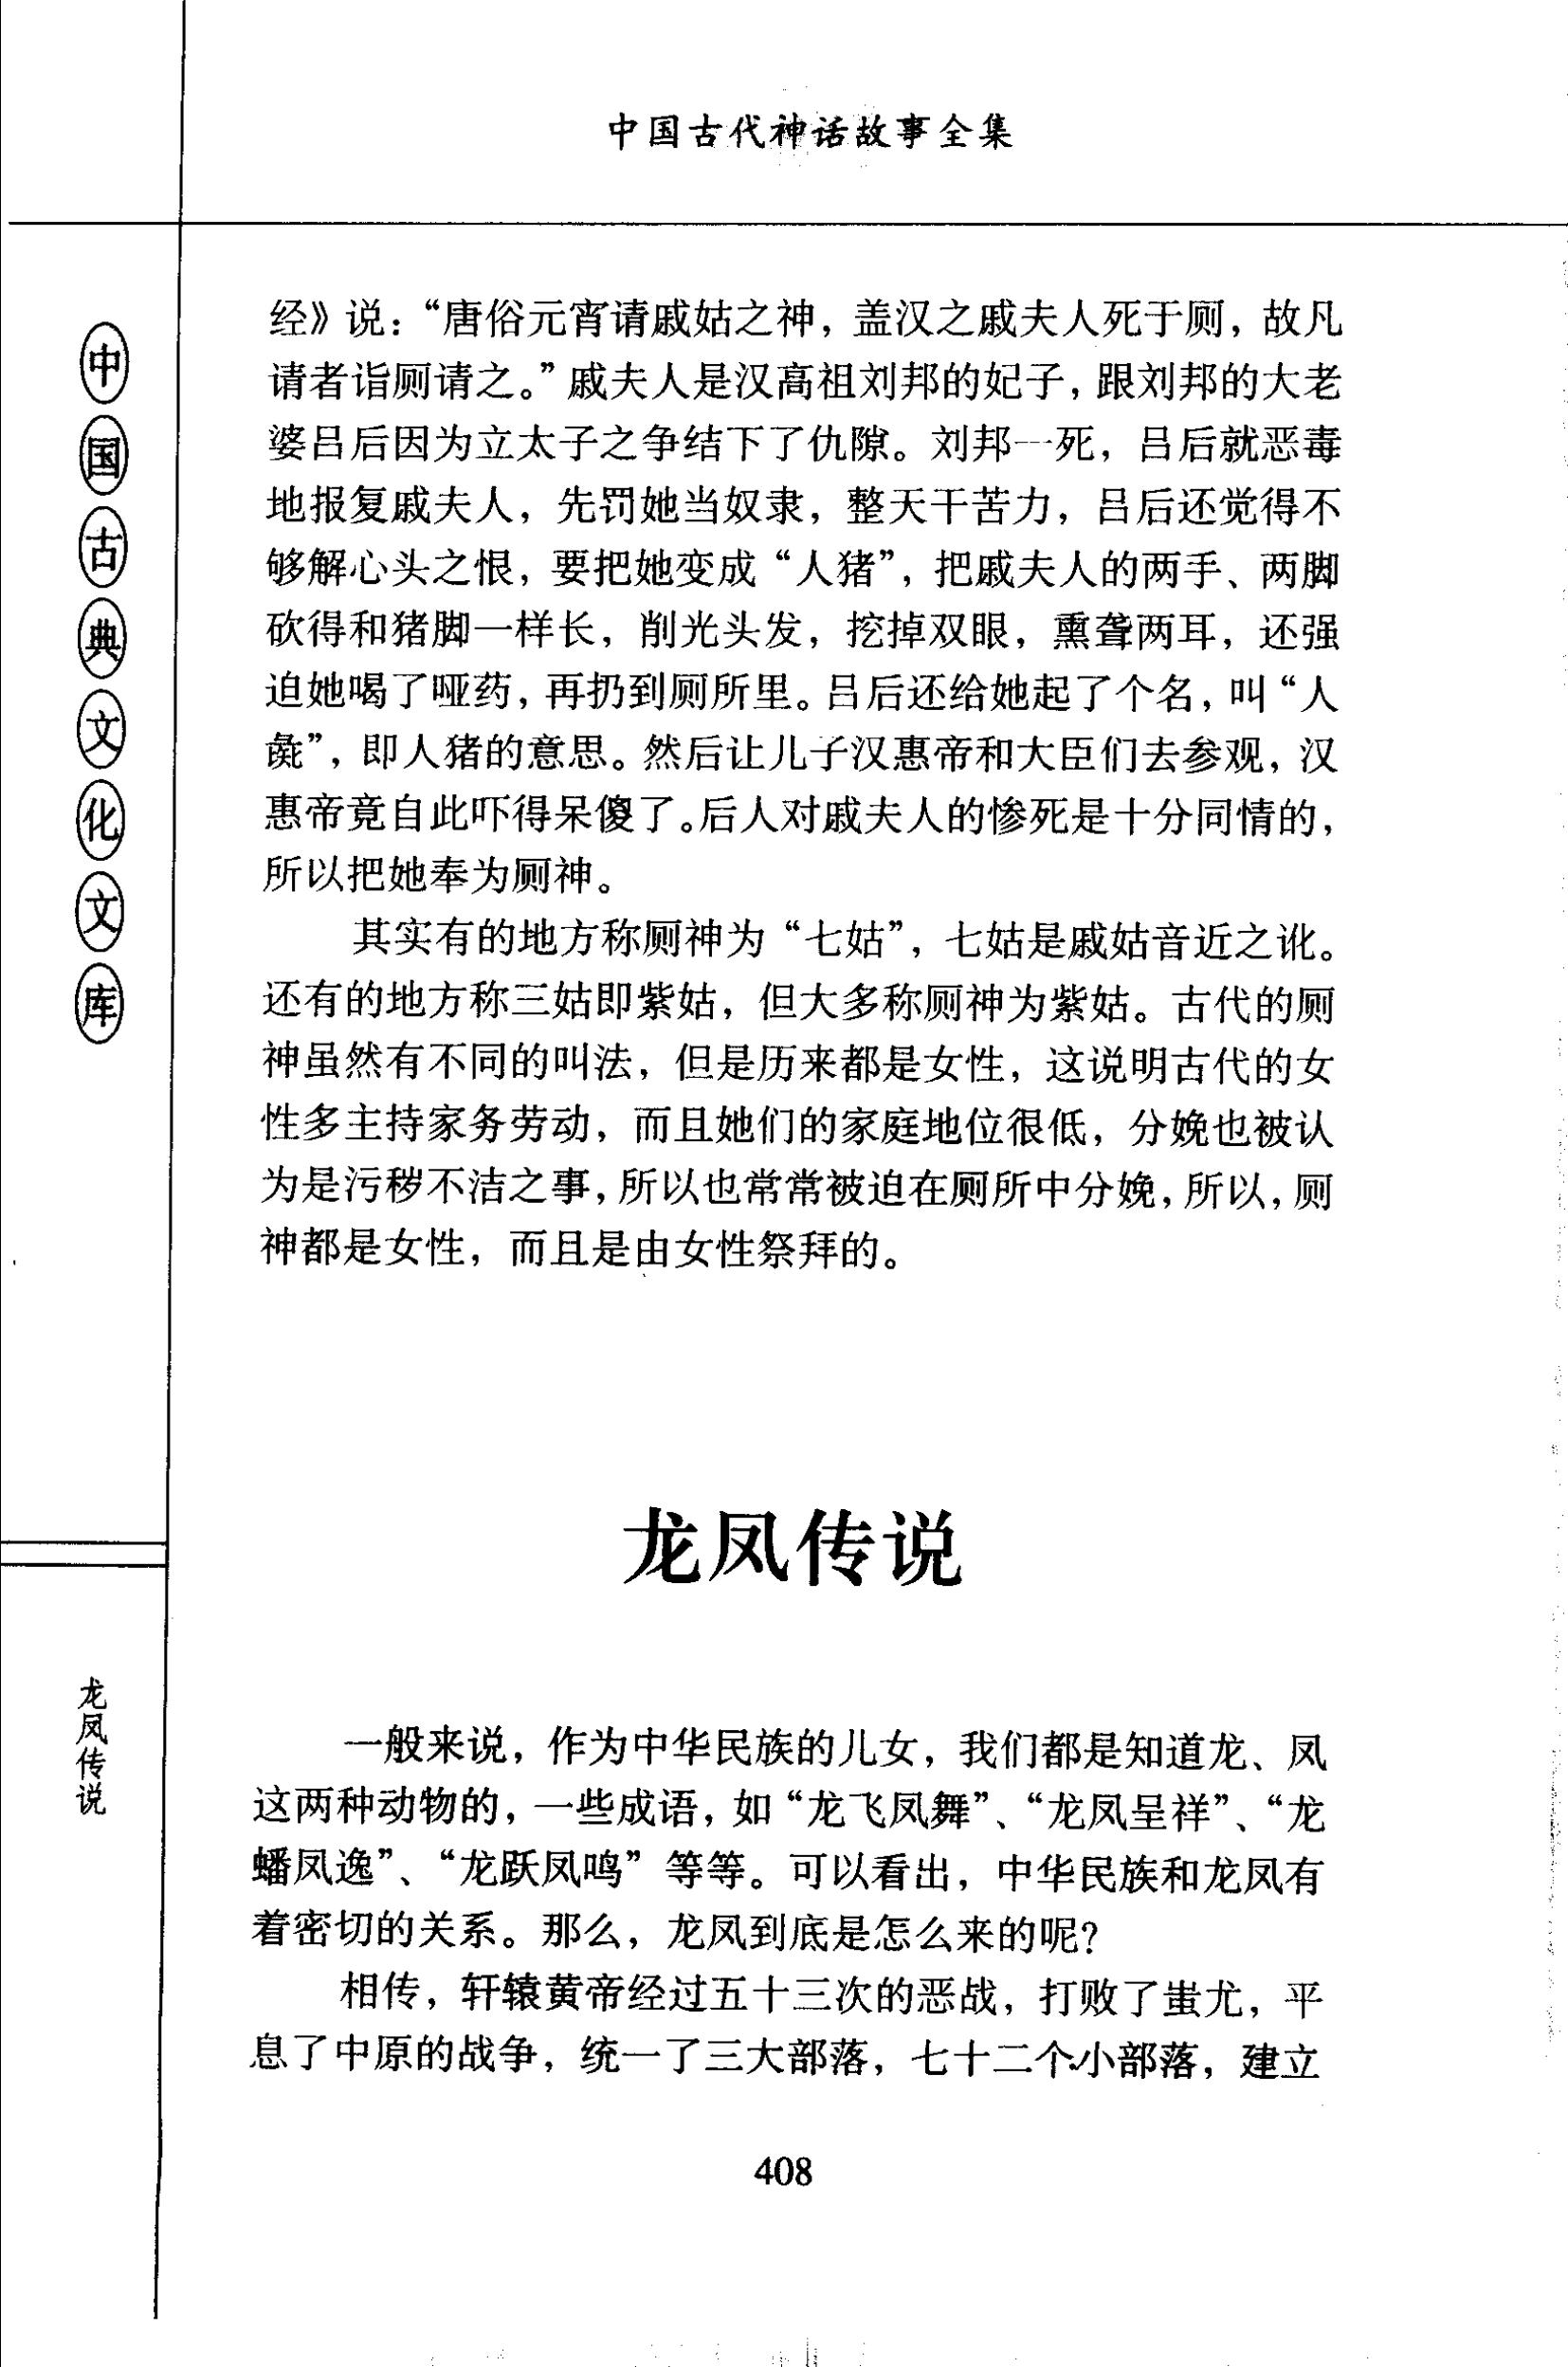 中国古代神话故事全集
中国古典文化文库
经》说：“唐俗元宵请戚姑之神，盖汉之戚夫人死于厕，故凡
请者诣厕请之。”戚夫人是汉高祖刘邦的妃子，跟刘邦的大老
婆吕后因为立太子之争结下了仇隙。刘邦一死，吕后就恶毒
地报复戚夫人，先罚她当奴隶，整天干苦力，吕后还觉得不
够解心头之恨，要把她变成“人猪”，把戚夫人的两手、两脚
砍得和猪脚一样长，削光头发，挖掉双眼，熏聋两耳，还强
迫她喝了哑药，再扔到厕所里。吕后还给她起了个名，叫“人
彘”，即人猪的意思。然后让儿子汉惠帝和大臣们去参观，汉
惠帝竟自此吓得呆傻了。后人对戚夫人的惨死是十分同情的，
所以把她奉为厕神。
其实有的地方称厕神为“七姑”，七姑是戚姑音近之讹。
还有的地方称三姑即紫姑，但大多称厕神为紫姑。古代的厕
神虽然有不同的叫法，但是历来都是女性，这说明古代的女
性多主持家务劳动，而且她们的家庭地位很低，分娩也被认
为是污秽不洁之事，所以也常常被迫在厕所中分娩，所以，厕
神都是女性，而且是由女性祭拜的。
龙凤传说
龙凤传说
一般来说，作为中华民族的儿女，我们都是知道龙、凤
这两种动物的，一些成语，如“龙飞凤舞”、“龙凤呈祥”、“龙
蟠凤逸”、“龙跃凤鸣”等等。可以看出，中华民族和龙凤有
着密切的关系。那么，龙凤到底是怎么来的呢？
相传，轩辕黄帝经过五十三次的恶战，打败了蚩尤，平
息了中原的战争，统一了三大部落，七十二个小部落，建立
408